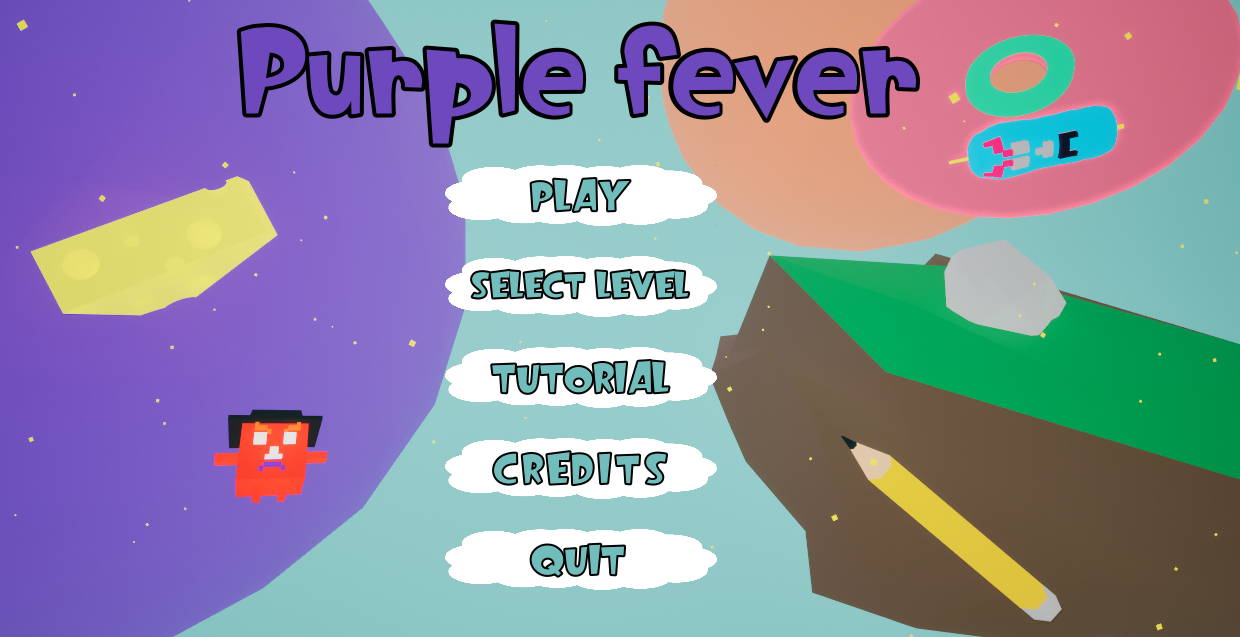 Purple fever
PLAY
SELECT LEVEL
TUTORIAL
CREDITS
QUIT